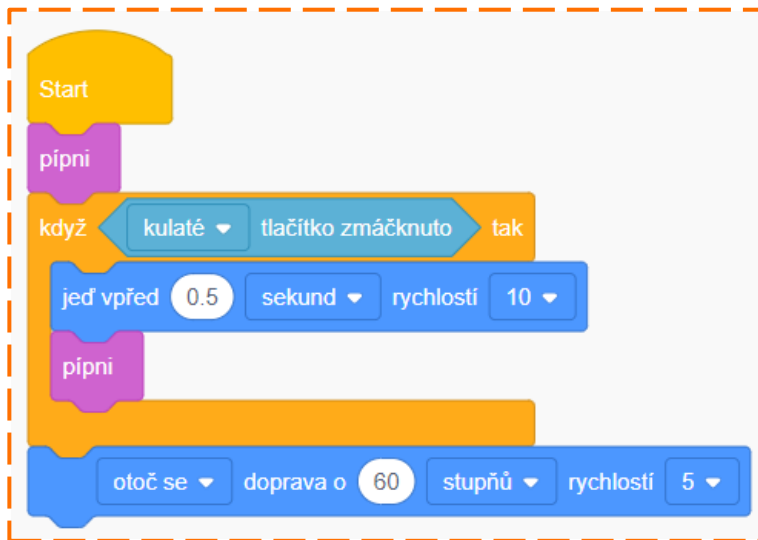 Start
pípni
když kulaté tlačítko zmáčknuto tak
jeď vpřed 0.5 sekund rychlostí 10
pípni
otoč se doprava o 60 stupňů rychlostí 5